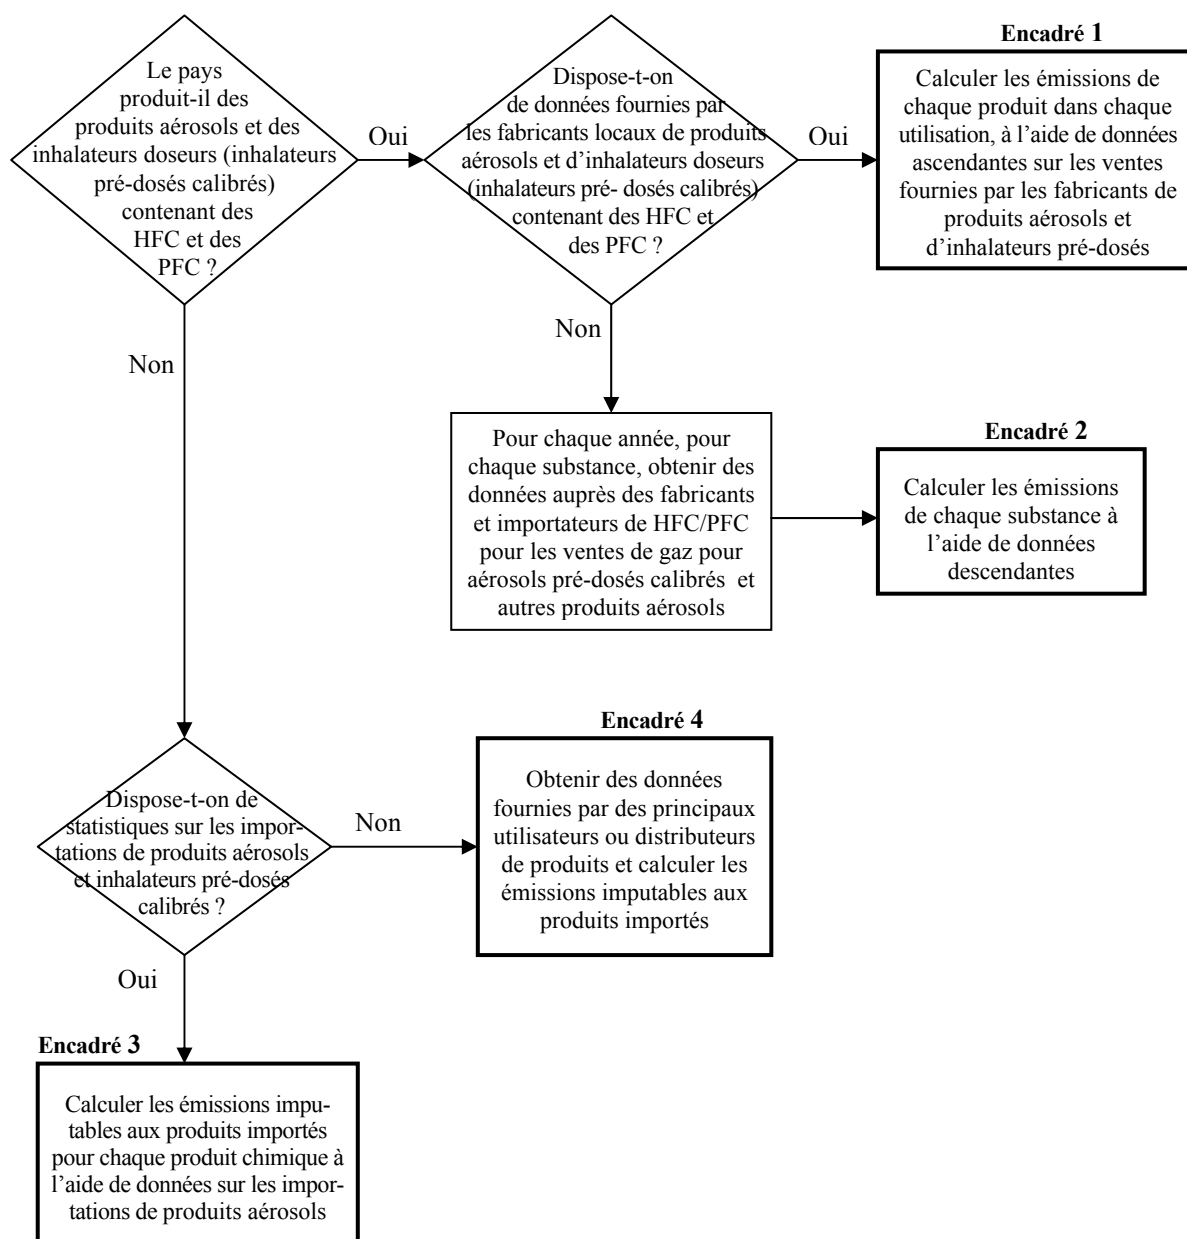 Le pays
produit-il des
produits aérosols et des
inhalateurs doseurs (inhalateurs
pré-dosés calibrés)
contenant des
HFC et des
PFC ?
Oui
Dispose-t-on
de données fournies par
les fabricants locaux de produits
aérosols et d’inhalateurs doseurs
(inhalateurs pré- dosés calibrés)
contenant des HFC et
des PFC ?
Oui
Encadré 1
Calculer les émissions de
chaque produit dans chaque
utilisation, à l’aide de données
ascendantes sur les ventes
fournies par les fabricants de
produits aérosols et
d’inhalateurs pré-dosés
Non
Non
Pour chaque année, pour
chaque substance, obtenir des
données auprès des fabricants
et importateurs de HFC/PFC
pour les ventes de gaz pour
aérosols pré-dosés calibrés et
autres produits aérosols
Encadré 2
Calculer les émissions
de chaque substance à
l’aide de données
descendantes
Dispose-t-on de
statistiques sur les impor-
tations de produits aérosols
et inhalateurs pré-dosés
calibrés ?
Non
Encadré 4
Obtenir des données
fournies par des principaux
utilisateurs ou distributeurs
de produits et calculer les
émissions imputables aux
produits importés
Oui
Encadré 3
Calculer les émissions impu-
tables aux produits importés
pour chaque produit chimique à
l’aide de données sur les impor-
tations de produits aérosols